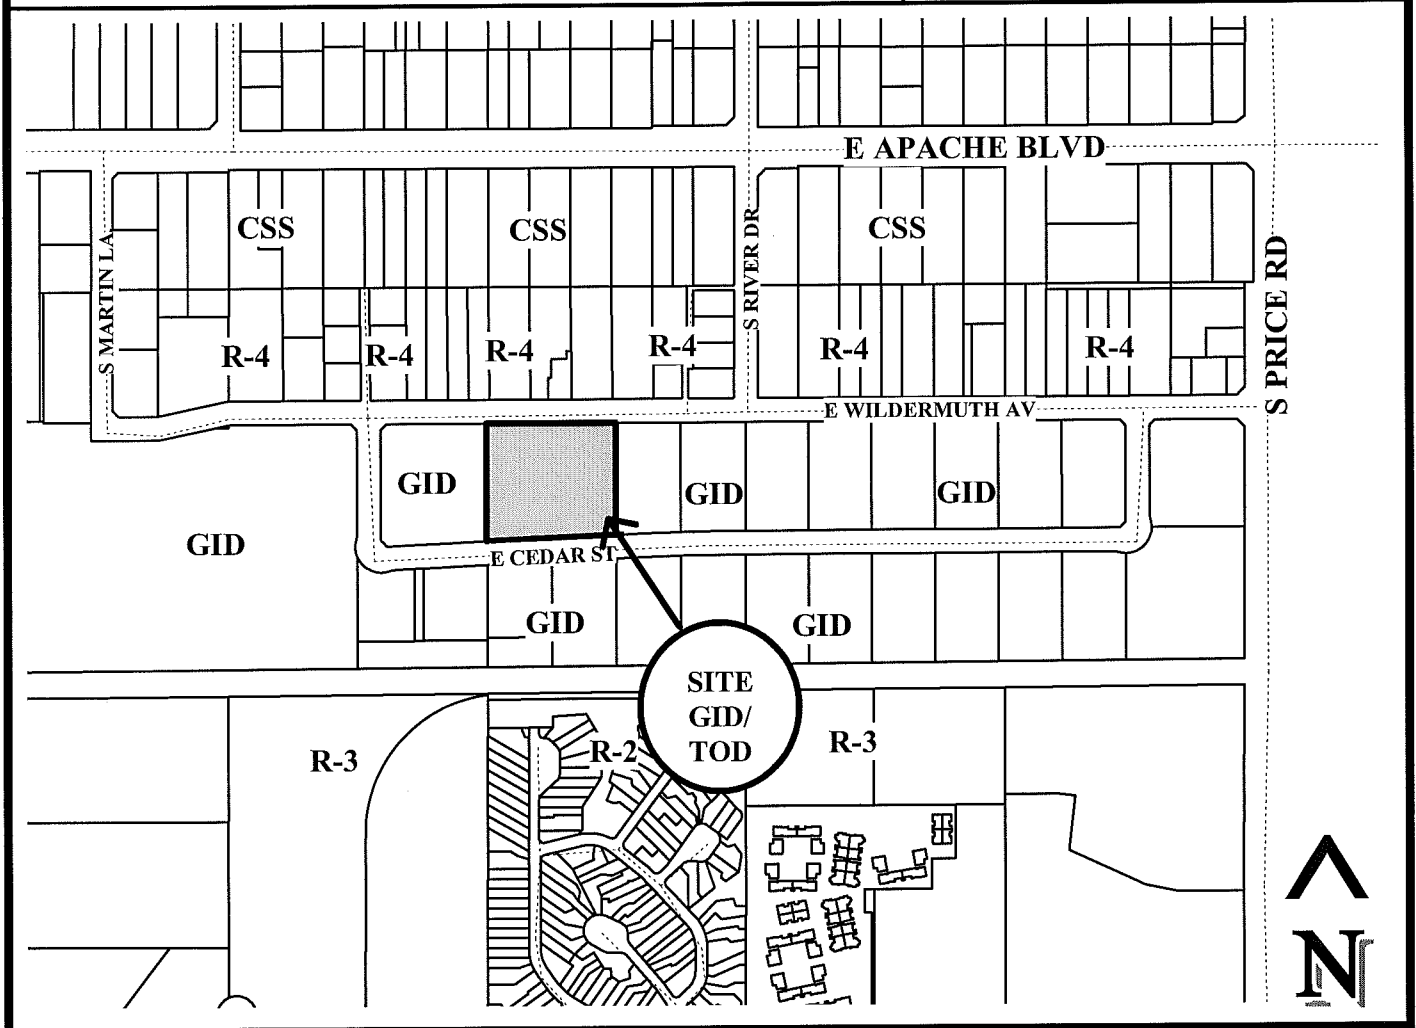 E APACHE BLVD
CSS
CSS
CSS
S MARTIN LA
S RIVER DR
S PRICE RD
R-4
R-4
R-4
R-4
R-4
R-4
E WILDERMUTH AV
GID
GID
GID
GID
E CEDAR ST
GID
GID
SITE
GID/
TOD
R-3
R-2
R-3
N